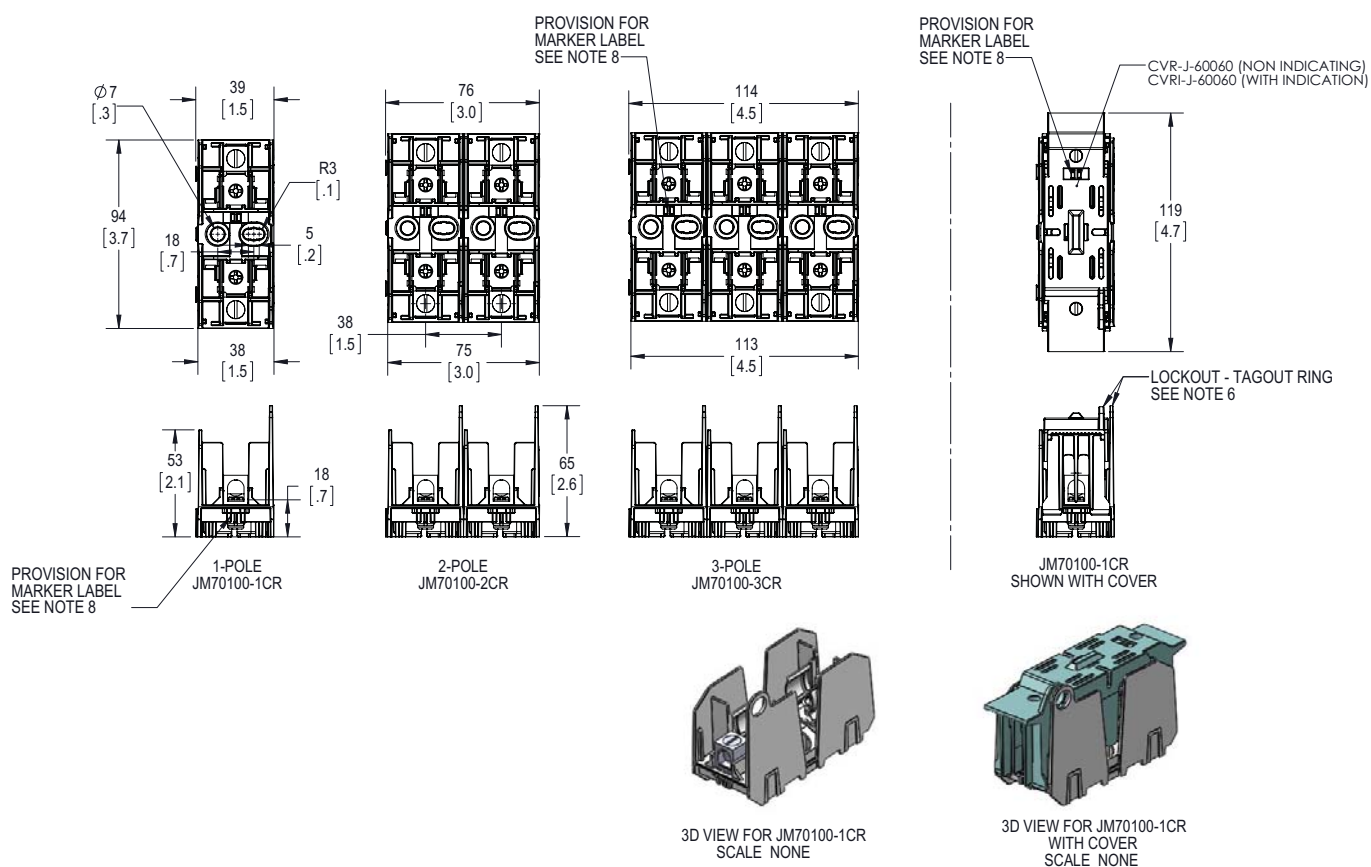 PROVISION FOR
MARKER LABEL
SEE NOTE 8
PROVISION FOR
MARKER LABEL
SEE NOTE 8
CVR-J-60060 (NON INDICATING)
CVRI-J-60060 (WITH INDICATION)
∅7
[.3]
39
[1.5]
76
[3.0]
114
[4.5]
R3
[.1]
94
[3.7]
18
[.7]
5
[.2]
119
[4.7]
38
[1.5]
38
[1.5]
75
[3.0]
113
[4.5]
LOCKOUT - TAGOUT RING
SEE NOTE 6
53
[2.1]
18
[.7]
65
[2.6]
PROVISION FOR
MARKER LABEL
SEE NOTE 8
1-POLE
JM70100-1CR
2-POLE
JM70100-2CR
3-POLE
JM70100-3CR
JM70100-1CR
SHOWN WITH COVER
3D VIEW FOR JM70100-1CR
SCALE NONE
3D VIEW FOR JM70100-1CR
WITH COVER
SCALE NONE